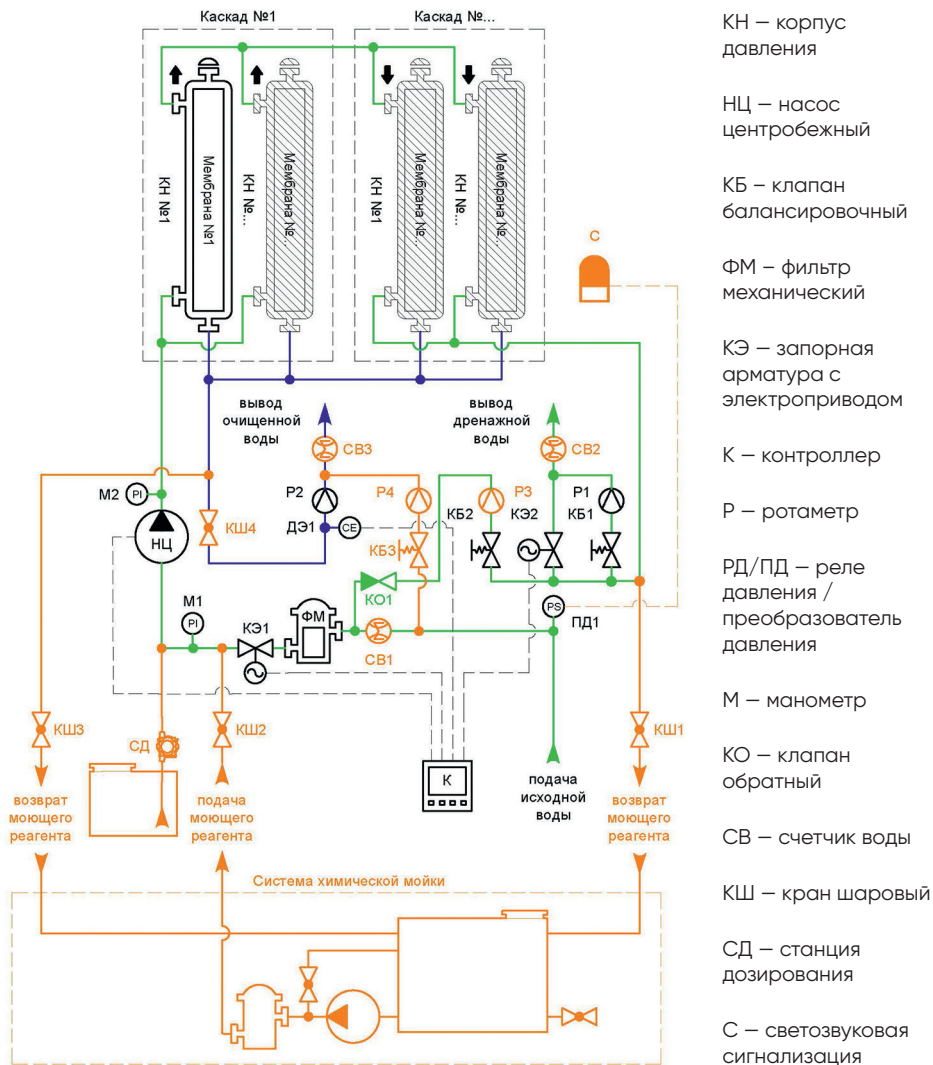 Каскад №1
Каскад №...
КН №1
Мембрана №1
КН №...
Мембрана №...
КН №1
Мембрана №...
КН №...
Мембрана №...
С
вывод
очищенной
воды
вывод
дренажной
воды
СВ3
СВ2
М2
PI
НЦ
КШ4
Р2
ДЭ1
CE
Р4
КБ3
Р3
КБ2
КЭ2
Р1
КБ1
КО1
М1
PI
КЭ1
ФМ
СВ1
PS
ПД1
КШ3
СД
КШ2
К
КШ1
возврат
моющего
реагента
подача
моющего
реагента
подача
исходной
воды
возврат
моющего
реагента
Система химической мойки
КН — корпус
давления
НЦ — насос
центробежный
КБ – клапан
балансировочный
ФМ – фильтр
механический
КЭ — запорная
арматура с
электроприводом
К — контроллер
Р — ротаметр
РД/ПД — реле
давления /
преобразователь
давления
М — манометр
КО — клапан
обратный
СВ — счетчик воды
КШ — кран шаровый
СД — станция
дозирования
С — светозвуковая
сигнализация